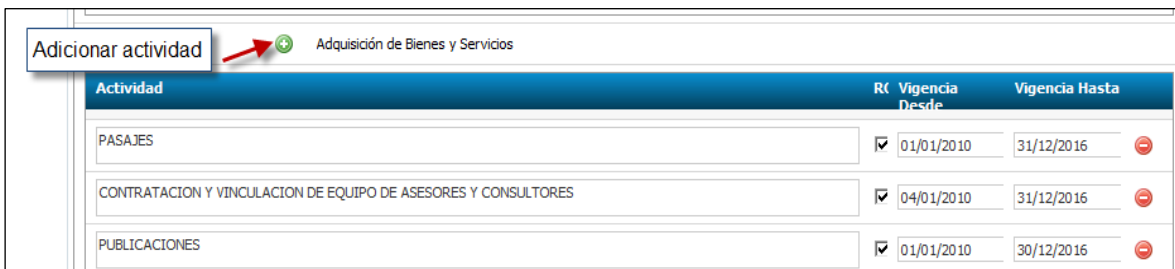 Adicionar actividad
Adquisición de Bienes y Servicios
Actividad R( Vigencia Desde Vigencia Hasta
PASAJES 01/01/2010 31/12/2016
CONTRATACION Y VINCULACION DE EQUIPO DE ASESORES Y CONSULTORES 04/01/2010 31/12/2016
PUBLICACIONES 01/01/2010 30/12/2016